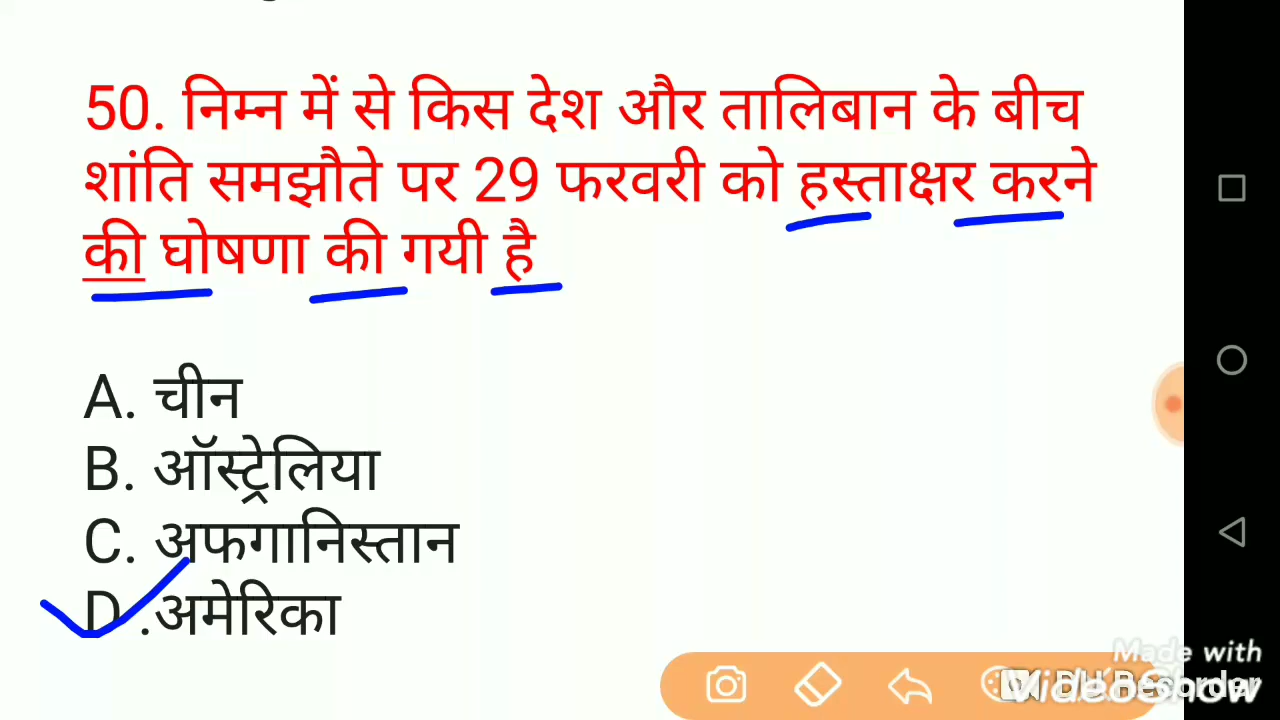 50. निम्न में से किस देश और तालिबान के बीच
शांति समझौते पर 29 फरवरी को हस्ताक्षर करने
की घोषणा की गयी है
A. चीन
B. ऑस्ट्रेलिया
C. अफगानिस्तान
D .अमेरिका
Made with
VideoShow